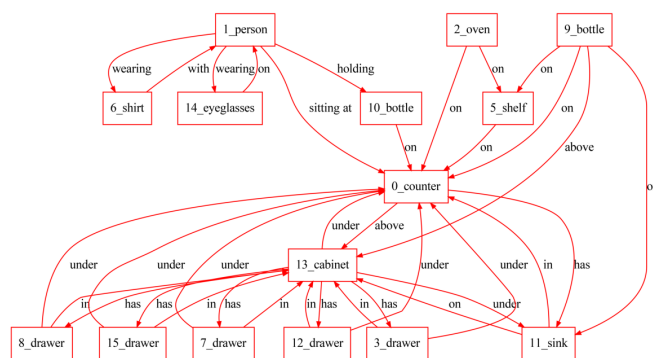 1_person
2_oven
9_bottle
wearing
with
wearing
on
holding
on
on
6_shirt
14_eyeglasses
sitting at
10_bottle
on
5_shelf
on
on
on
above
o
0_counter
under
above
13_cabinet
under
under
under
under
under
in
has
in
has
in
has
in
has
in
has
on
under
in
has
8_drawer
15_drawer
7_drawer
12_drawer
3_drawer
11_sink